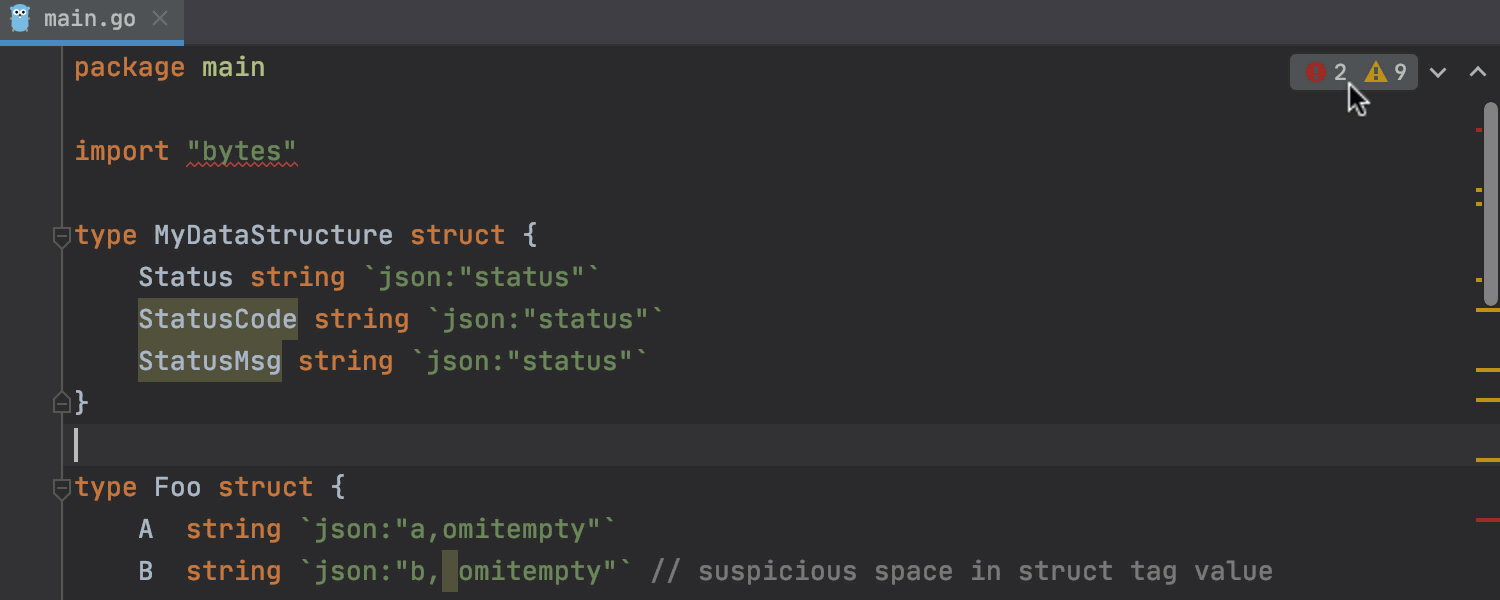 main.go
package main
2 9
import "bytes"
type MyDataStructure struct {
Status string `json:"status"`
StatusCode string `json:"status"`
StatusMsg string `json:"status"`
}
type Foo struct {
A string `json:"a,omitempty"`
B string `json:"b, omitempty"` // suspicious space in struct tag value